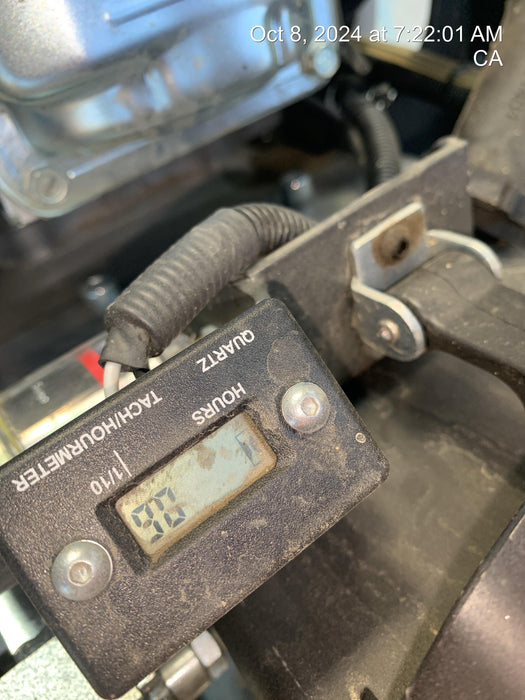 Oct 8, 2024 at 7:22:01 AM
CA
QUARTZ
HOURS
TACH/HOURMETER
1/10